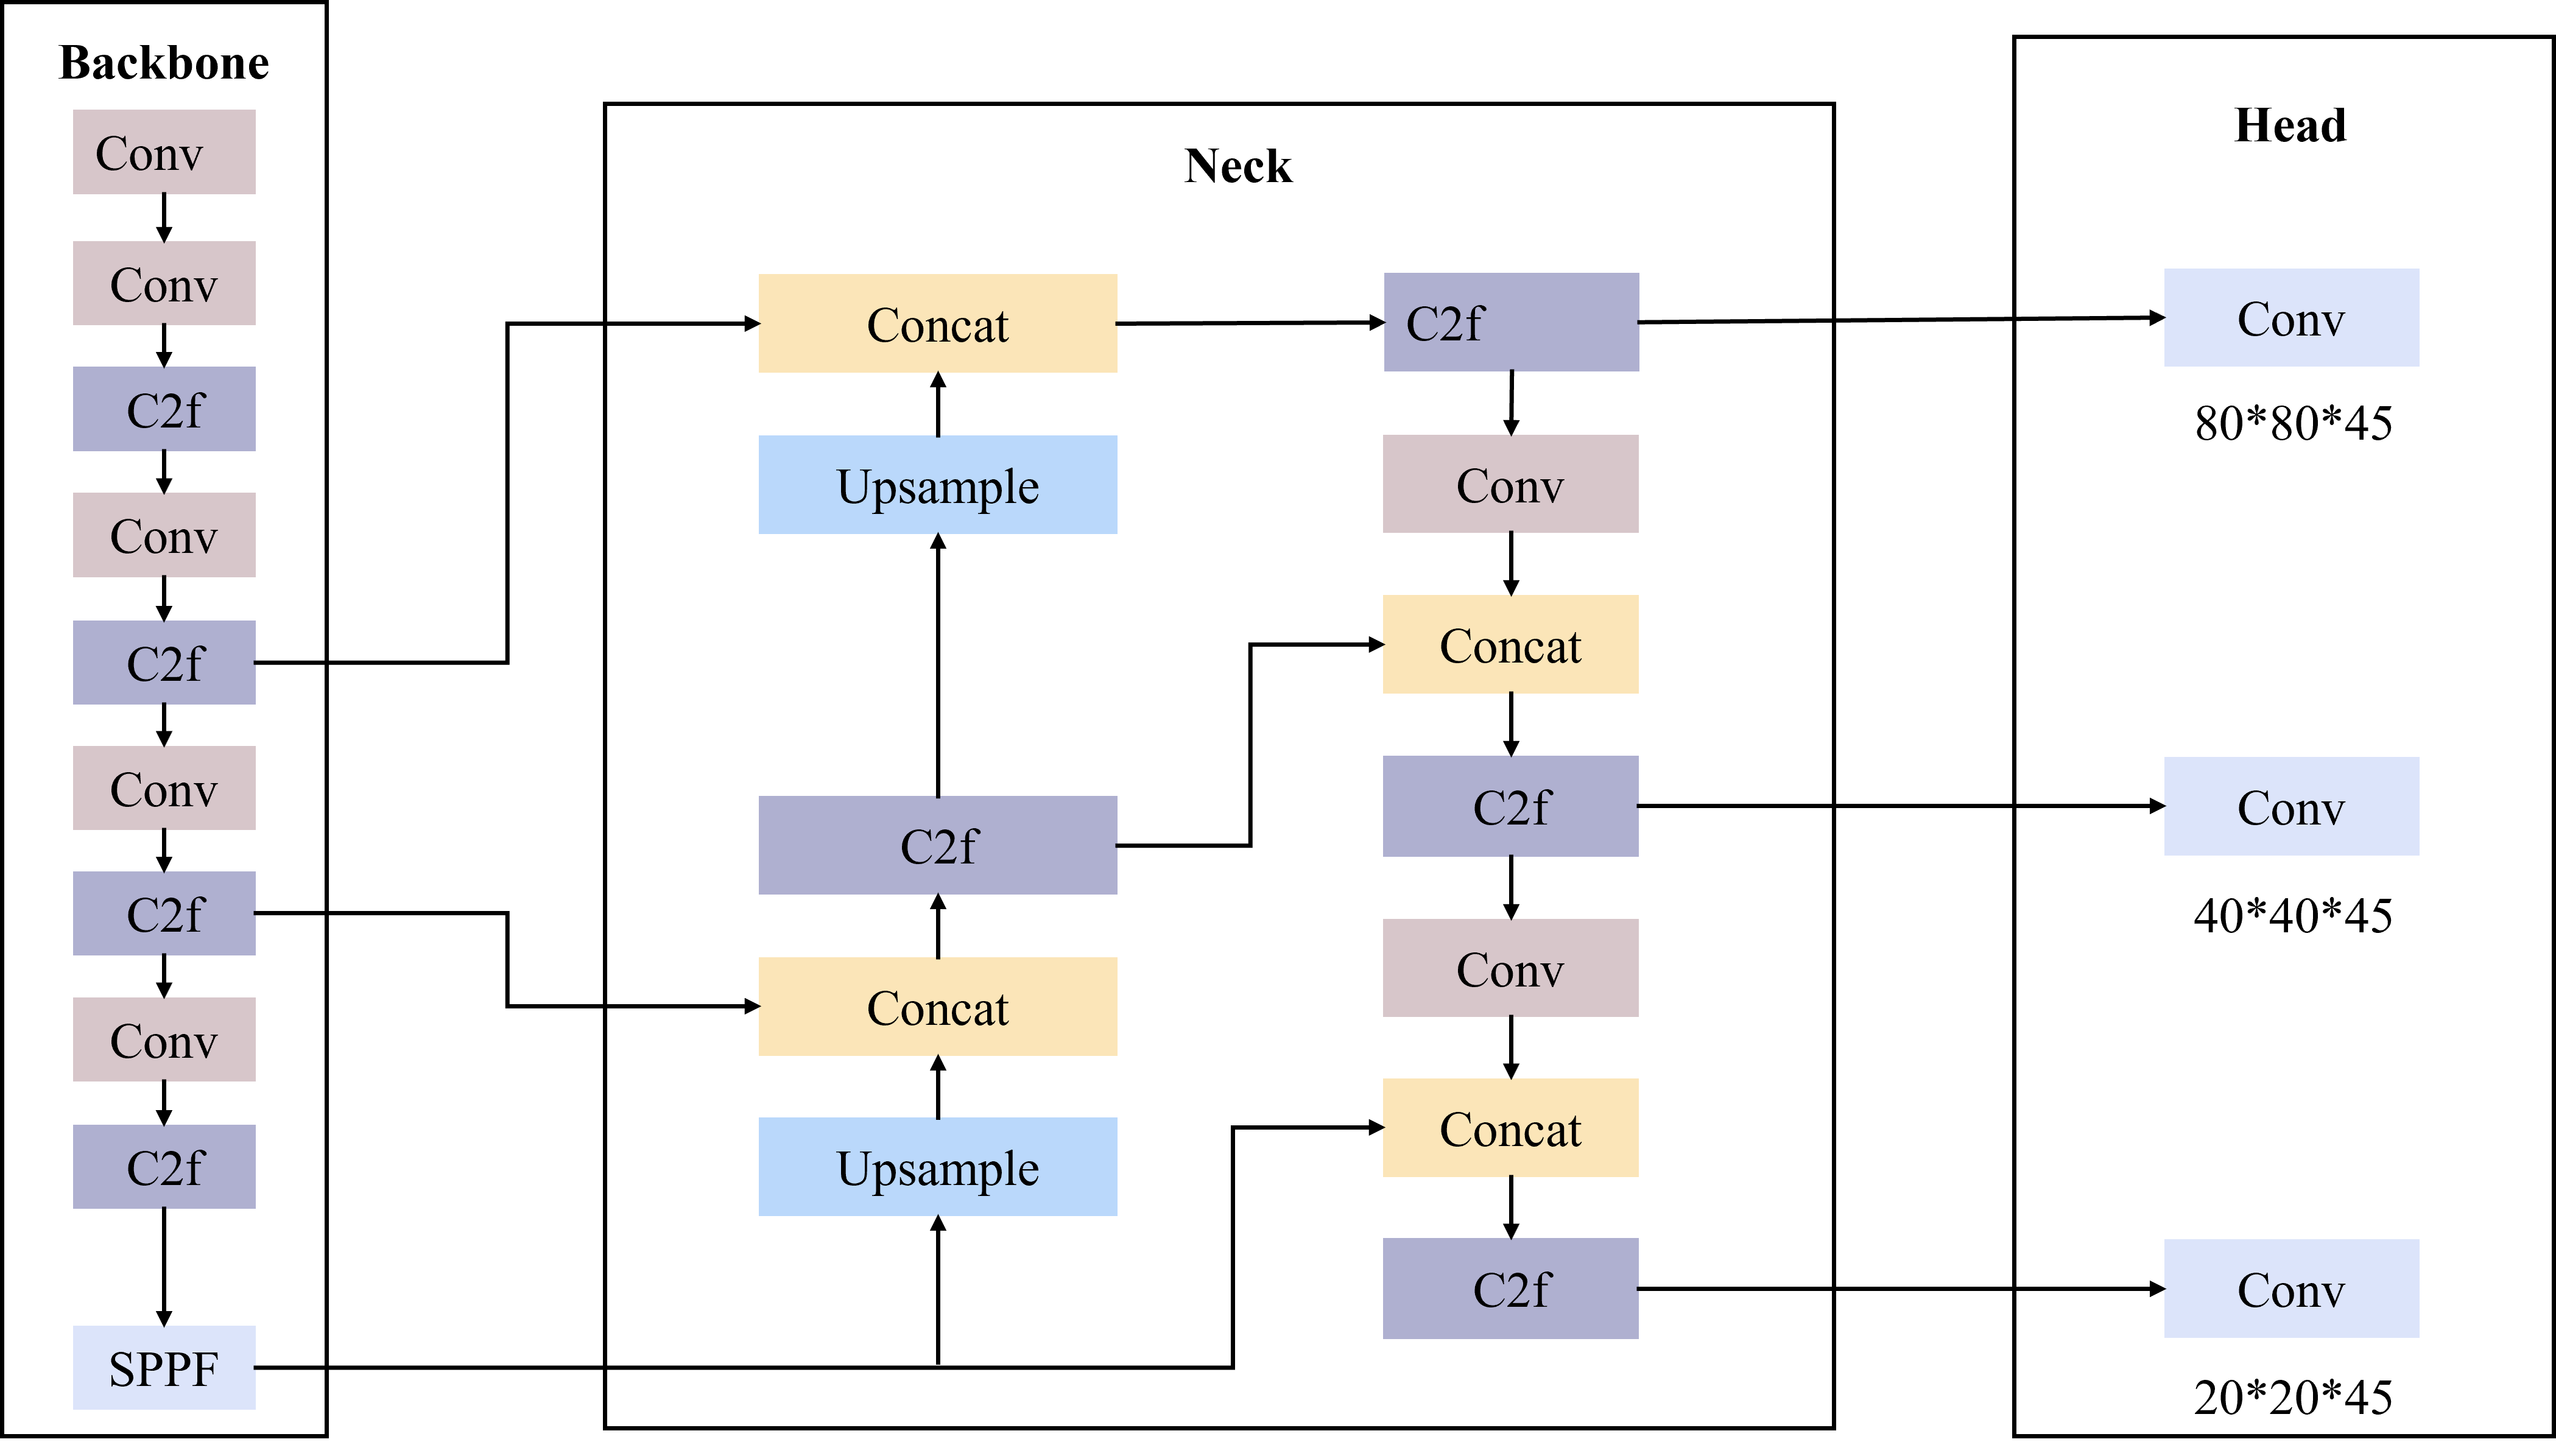 Backbone
Conv
Conv
C2f
Conv
C2f
Conv
C2f
Conv
C2f
SPPF
Neck
Concat
Upsample
C2f
Concat
Upsample
C2f
Conv
Concat
C2f
Conv
Concat
C2f
Head
Conv
80*80*45
Conv
40*40*45
Conv
20*20*45